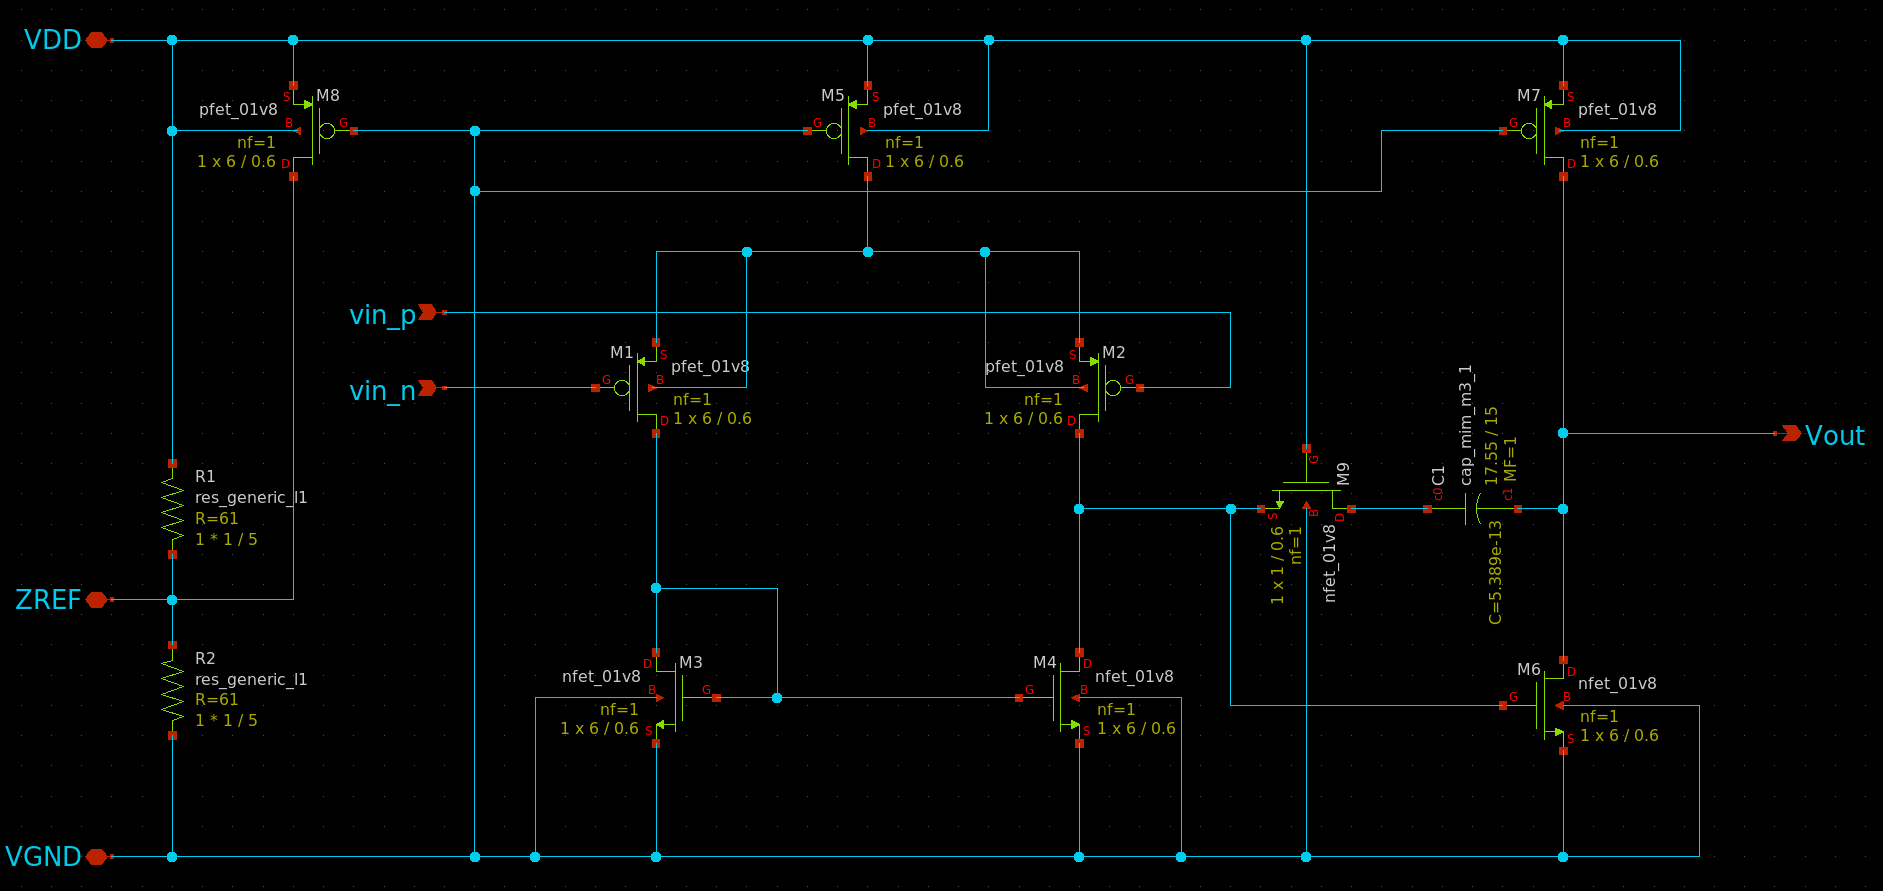 VDD
S
M8
pfet_01v8
B
G
nf=1
1 x 6 / 0.6
D
M5
S
pfet_01v8
G
B
nf=1
D
1 x 6 / 0.6
M7
S
pfet_01v8
G
B
nf=1
D
1 x 6 / 0.6
vin_p
vin_n
M1
S
pfet_01v8
G
B
nf=1
1 x 6 / 0.6
D
S
M2
pfet_01v8
B
G
nf=1
1 x 6 / 0.6
D
R1
res_generic_l1
R=61
1 * 1 / 5
G
M9
S
B
D
1 x 1 / 0.6
nf=1
nfet_01v8
C1
c0
cap_mim_m3_1
17.55 / 15
MF=1
c1
C=5.389e-13
Vout
ZREF
R2
res_generic_l1
R=61
1 * 1 / 5
D
M3
nfet_01v8
B
G
nf=1
1 x 6 / 0.6
S
M4
D
nfet_01v8
G
B
nf=1
1 x 6 / 0.6
S
M6
D
nfet_01v8
G
B
nf=1
1 x 6 / 0.6
S
VGND